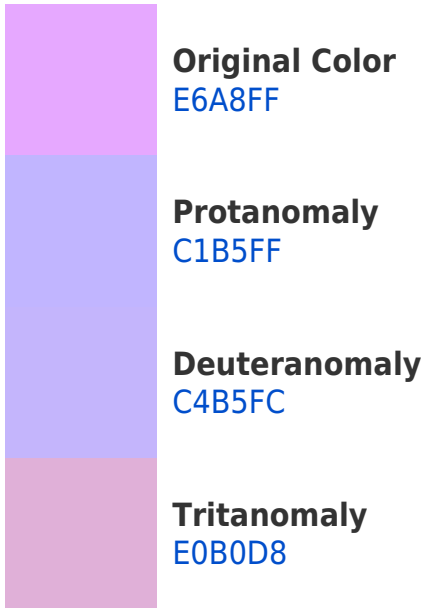 Original Color
E6A8FF
Protanomaly
C1B5FF
Deuteranomaly
C4B5FC
Tritanomaly
E0B0D8